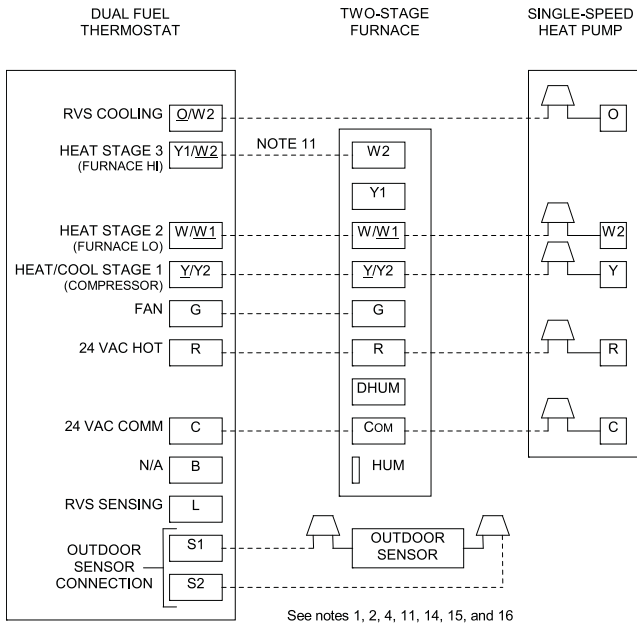 DUAL FUEL
THERMOSTAT
TWO-STAGE
FURNACE
SINGLE-SPEED
HEAT PUMP
RVS COOLING O/W2 O
HEAT STAGE 3 Y1/W2 NOTE 11 W2
(FURNACE HI)
Y1
HEAT STAGE 2 W/W1 W/W1 W2
(FURNACE LO)
HEAT/COOL STAGE 1 Y/Y2 Y/Y2 Y
(COMPRESSOR)
FAN G G
24 VAC HOT R R R
DHUM
24 VAC COMM C COM C
N/A B HUM
RVS SENSING L
OUTDOOR
SENSOR
CONNECTION
S1
S2
OUTDOOR
SENSOR
See notes 1, 2, 4, 11, 14, 15, and 16